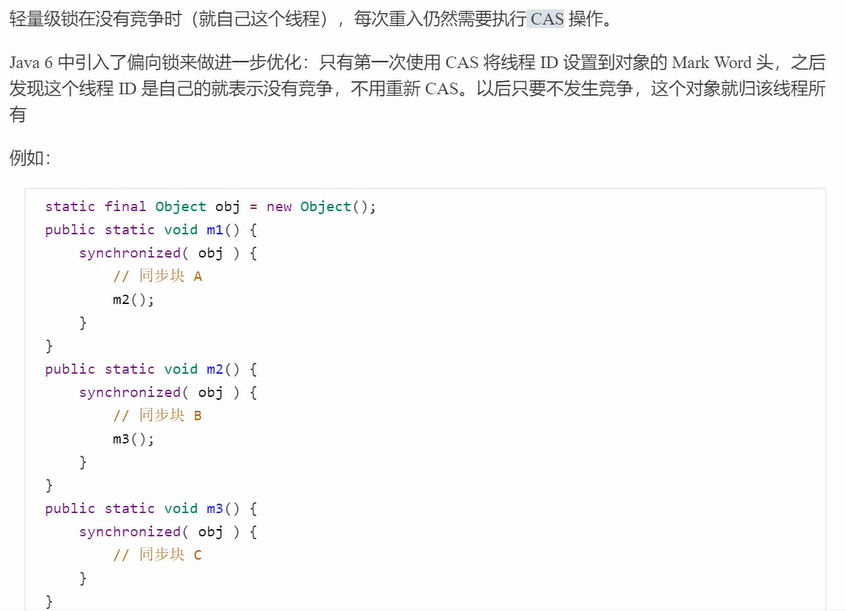 轻量级锁在没有竞争时（就自己这个线程），每次重入仍然需要执行 CAS 操作。
Java 6 中引入了偏向锁来做进一步优化：只有第一次使用 CAS 将线程 ID 设置到对象的 Mark Word 头，之后
发现这个线程 ID 是自己的就表示没有竞争，不用重新 CAS。以后只要不发生竞争，这个对象就归该线程所
有
例如：
static final Object obj = new Object();
public static void m1() {
    synchronized( obj ) {
        // 同步块 A
        m2();
    }
}
public static void m2() {
    synchronized( obj ) {
        // 同步块 B
        m3();
    }
}
public static void m3() {
    synchronized( obj ) {
        // 同步块 C
    }
}